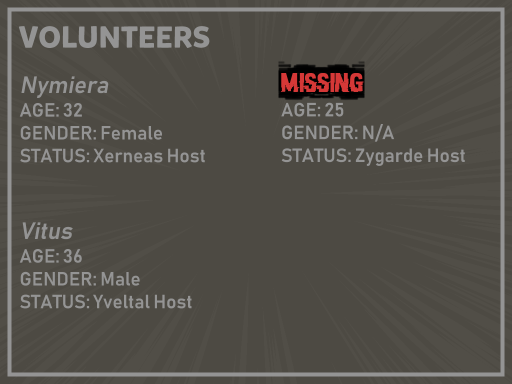 VOLUNTEERS
Nymiera
AGE: 32
GENDER: Female
STATUS: Xerneas Host
MISSING
AGE: 25
GENDER: N/A
STATUS: Zygarde Host
Vitus
AGE: 36
GENDER: Male
STATUS: Yveltal Host